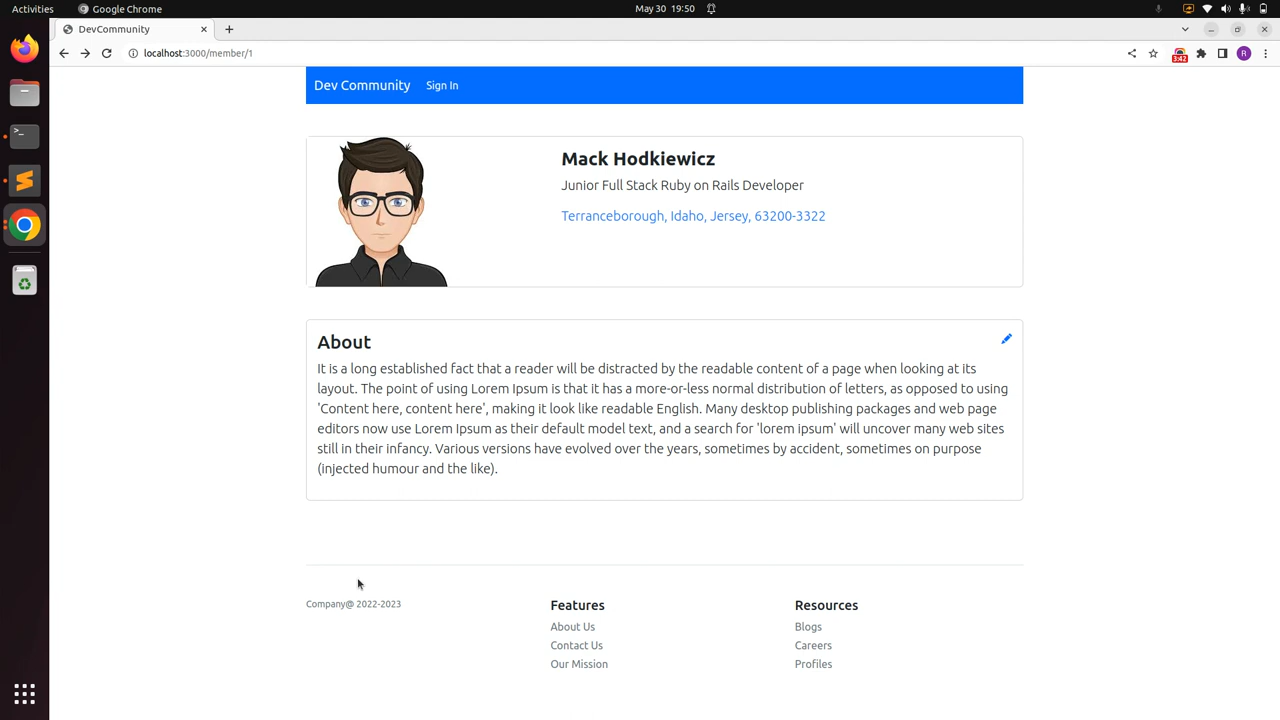 Activities
Google Chrome
May 30 19:50
DevCommunity
localhost:3000/member/1
3:42
R
Dev Community
Sign In
Mack Hodkiewicz
Junior Full Stack Ruby on Rails Developer
Terranceborough, Idaho, Jersey, 63200-3322
About
It is a long established fact that a reader will be distracted by the readable content of a page when looking at its
layout. The point of using Lorem Ipsum is that it has a more-or-less normal distribution of letters, as opposed to using
'Content here, content here', making it look like readable English. Many desktop publishing packages and web page
editors now use Lorem Ipsum as their default model text, and a search for 'lorem ipsum' will uncover many web sites
still in their infancy. Various versions have evolved over the years, sometimes by accident, sometimes on purpose
(injected humour and the like).
Company@ 2022-2023
Features
About Us
Contact Us
Our Mission
Resources
Blogs
Careers
Profiles